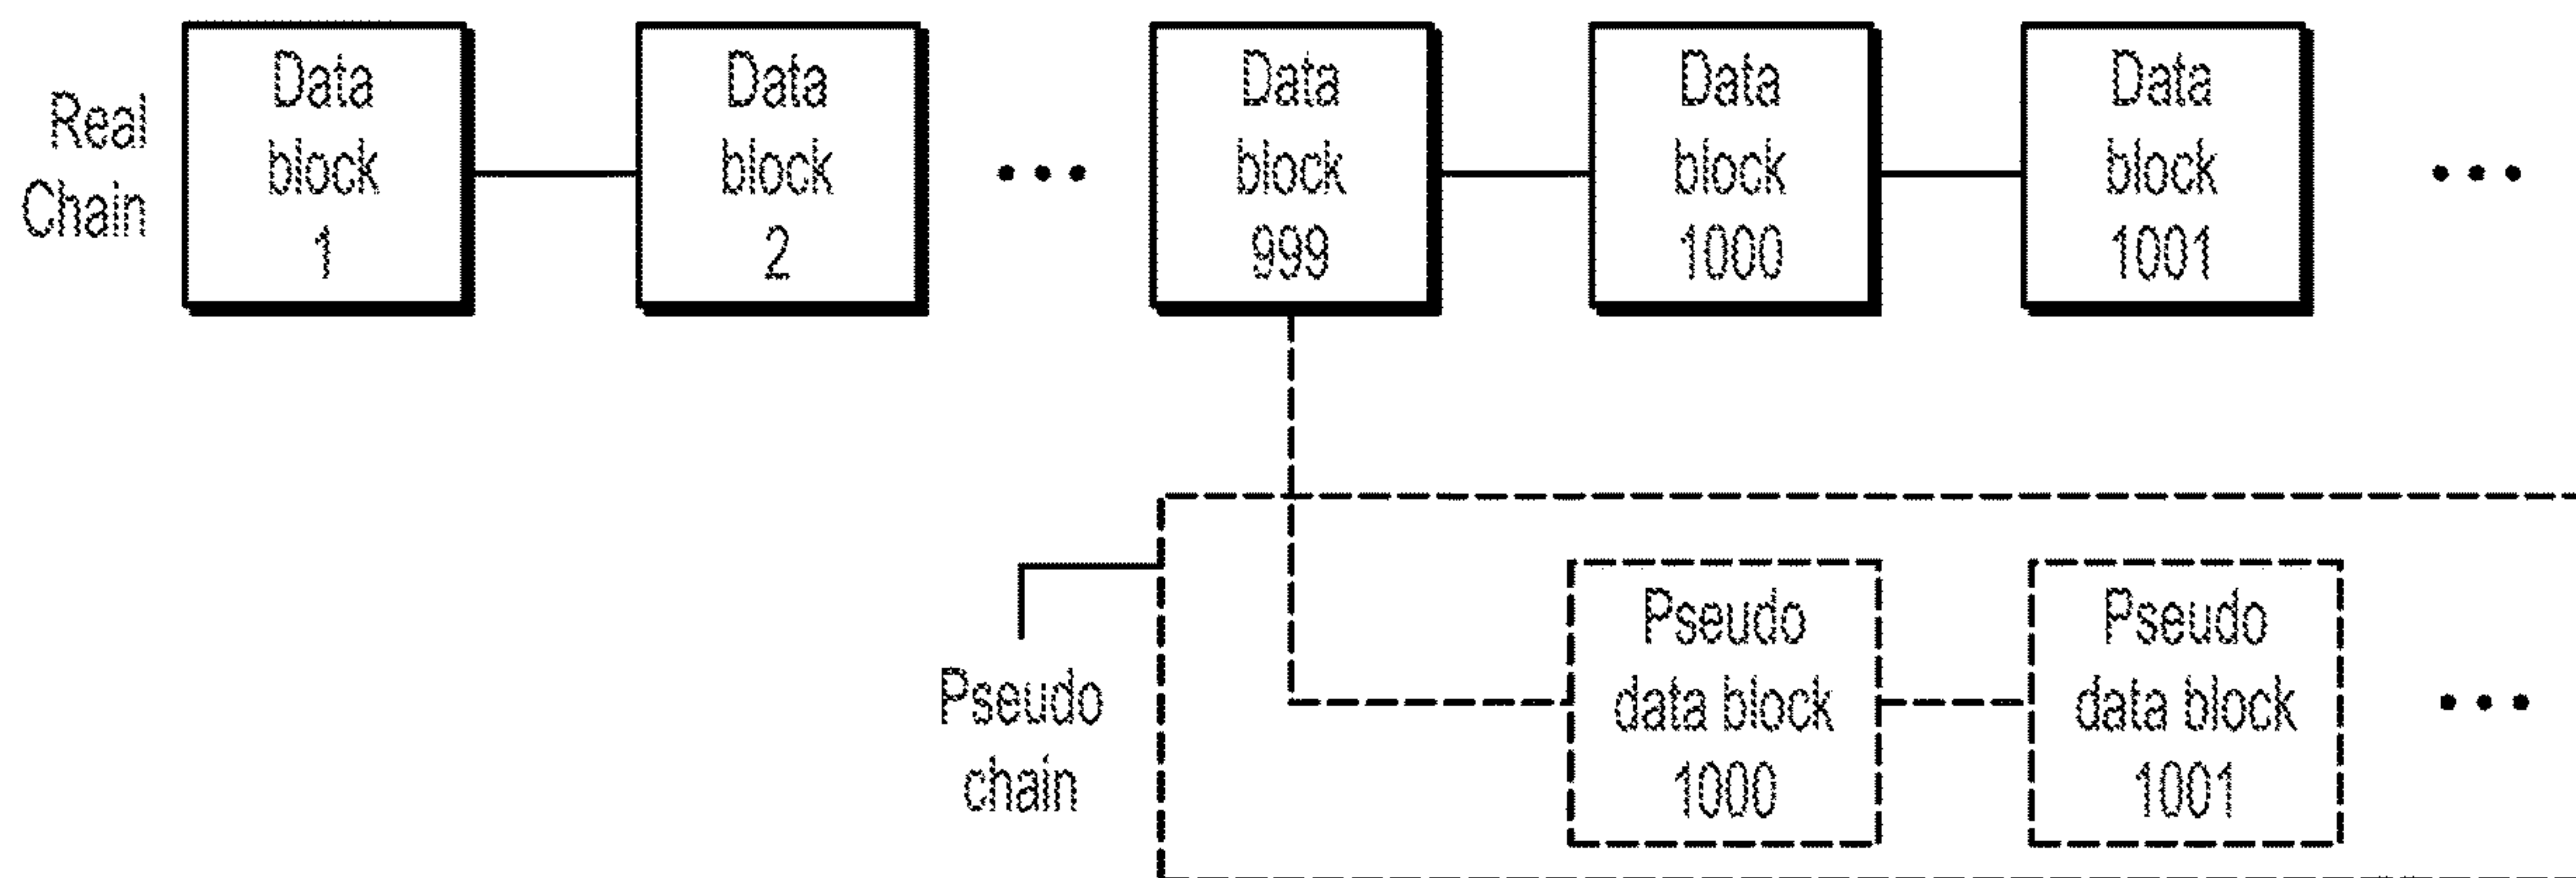 Real
Chain
Data
block
1
Data
block
2
Data
block
999
Data
block
1000
Data
block
1001
Pseudo
chain
Pseudo
data block
1000
Pseudo
data block
1001